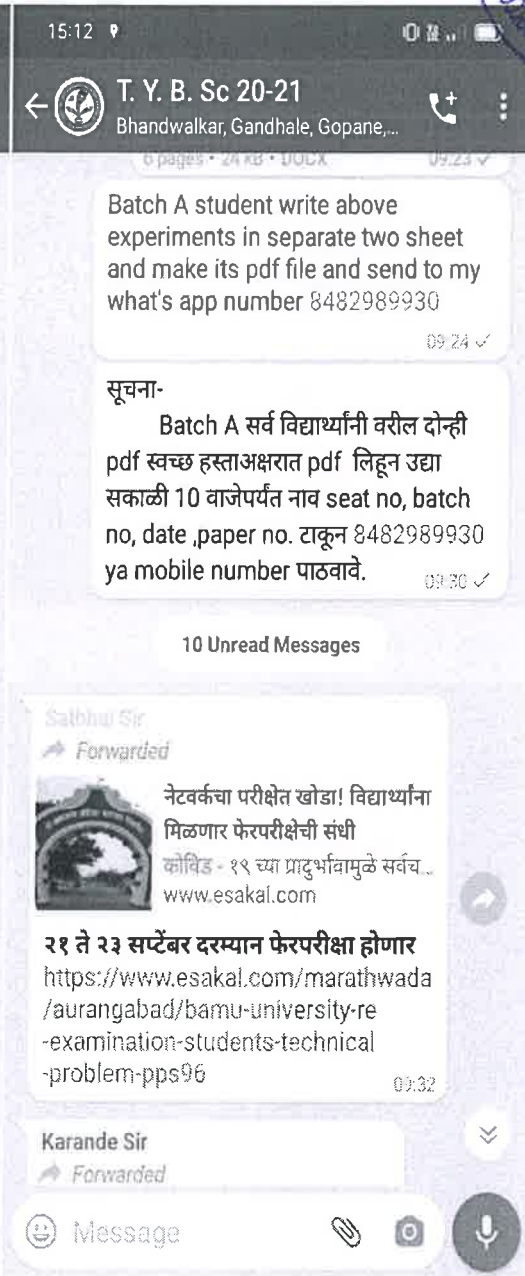 15:12
T. Y. B. Sc 20-21
Bhandwalkar, Gandhale, Gopane,...
6 pages • 24 kB • DOCX 09:23
Batch A student write above
experiments in separate two sheet
and make its pdf file and send to my
what's app number 8482989930
09:24
सूचना-
Batch A सर्व विद्यार्थ्यांनी वरील दोन्ही
pdf स्वच्छ हस्ताअक्षरात pdf लिहून उद्या
सकाळी 10 वाजेपर्यंत नाव seat no, batch
no, date ,paper no. टाकून 8482989930
ya mobile number पाठवावे. 09:30
10 Unread Messages
Satbhai Sir
Forwarded
नेटवर्कचा परीक्षेत खोडा! विद्यार्थ्यांना
मिळणार फेरपरीक्षेची संधी
कोविड - १९ च्या प्रादुर्भावामुळे सर्वच...
www.esakal.com
२१ ते २३ सप्टेंबर दरम्यान फेरपरीक्षा होणार
https://www.esakal.com/marathwada
/aurangabad/bamu-university-re
-examination-students-technical
-problem-pps96
09:32
Karande Sir
Forwarded
Message